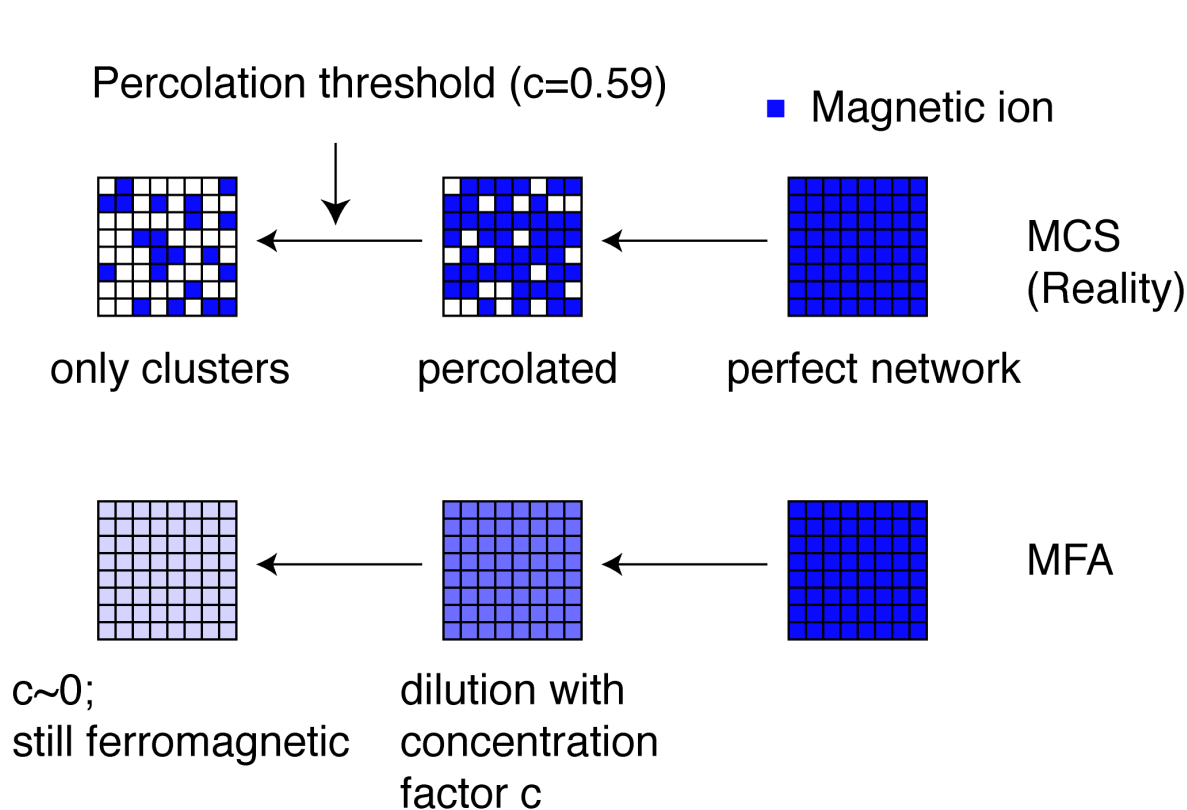 Percolation threshold (c=0.59)
Magnetic ion
MCS
(Reality)
only clusters
percolated
perfect network
MFA
c~0;
still ferromagnetic
dilution with
concentration
factor c